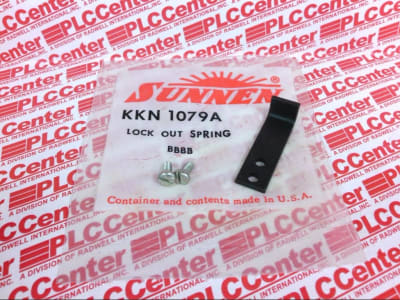 SUNNEN®
KKN 1079A
LOCK OUT SPRING
BBBB
Container and contents made in U.S.A.
PLCCenter
A DIVISION OF RADWELL INTERNATIONAL, INC.